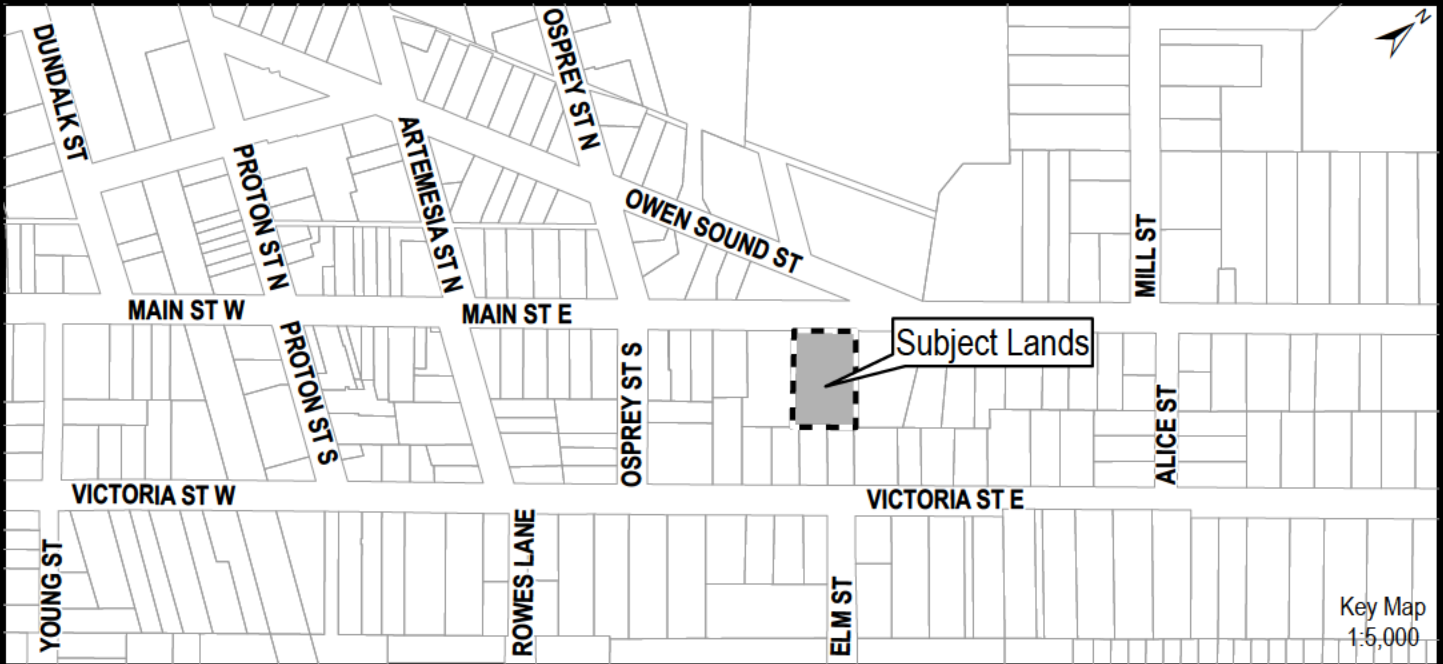 DUNDALK ST
OSPREY ST N
N
PROTON ST N
ARTEMESIA ST N
OWEN SOUND ST
MILL ST
MAIN ST W
MAIN ST E
PROTON ST S
OSPREY ST S
Subject Lands
ALICE ST
VICTORIA ST W
VICTORIA ST E
YOUNG ST
ROWES LANE
ELM ST
Key Map
1:5,000